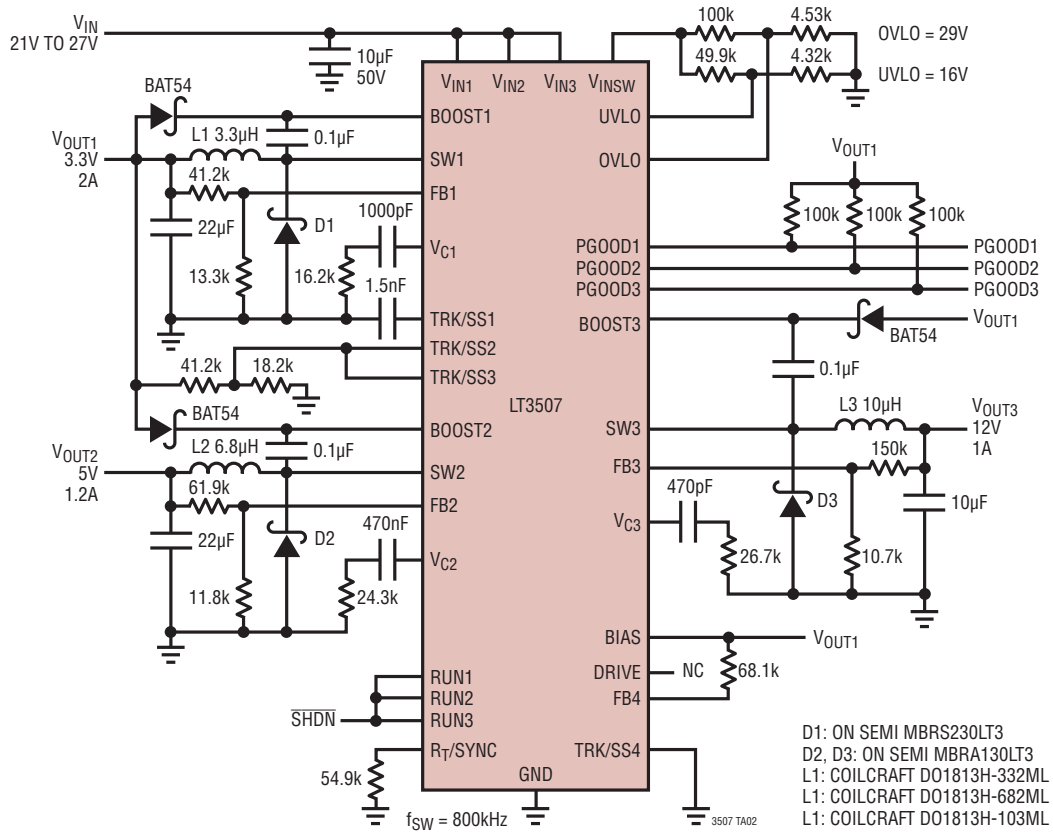 VIN
21V TO 27V
10µF
50V
VIN1
VIN2
VIN3
VINSW
100k
4.53k
OVLO = 29V
49.9k
4.32k
UVLO = 16V
BAT54
BOOST1
UVLO
0.1µF
L1 3.3µH
VOUT1
3.3V
2A
SW1
OVLO
41.2k
FB1
VOUT1
22µF
D1
1000pF
100k
100k
100k
13.3k
16.2k
VC1
1.5nF
PGOOD1
PGOOD1
PGOOD2
PGOOD2
PGOOD3
PGOOD3
TRK/SS1
BOOST3
VOUT1
BAT54
TRK/SS2
TRK/SS3
41.2k
18.2k
0.1µF
LT3507
BAT54
BOOST2
L2 6.8µH
0.1µF
SW3
L3 10µH
VOUT3
12V
1A
VOUT2
5V
1.2A
SW2
FB3
150k
61.9k
FB2
470pF
D3
10µF
22µF
D2
470nF
VC3
VC2
26.7k
10.7k
11.8k
24.3k
BIAS
VOUT1
DRIVE
NC
68.1k
FB4
RUN1
RUN2
RUN3
SHDN
RT/SYNC
TRK/SS4
54.9k
GND
fSW = 800kHz
3507 TA02
D1: ON SEMI MBRS230LT3
D2, D3: ON SEMI MBRA130LT3
L1: COILCRAFT DO1813H-332ML
L1: COILCRAFT DO1813H-682ML
L1: COILCRAFT DO1813H-103ML